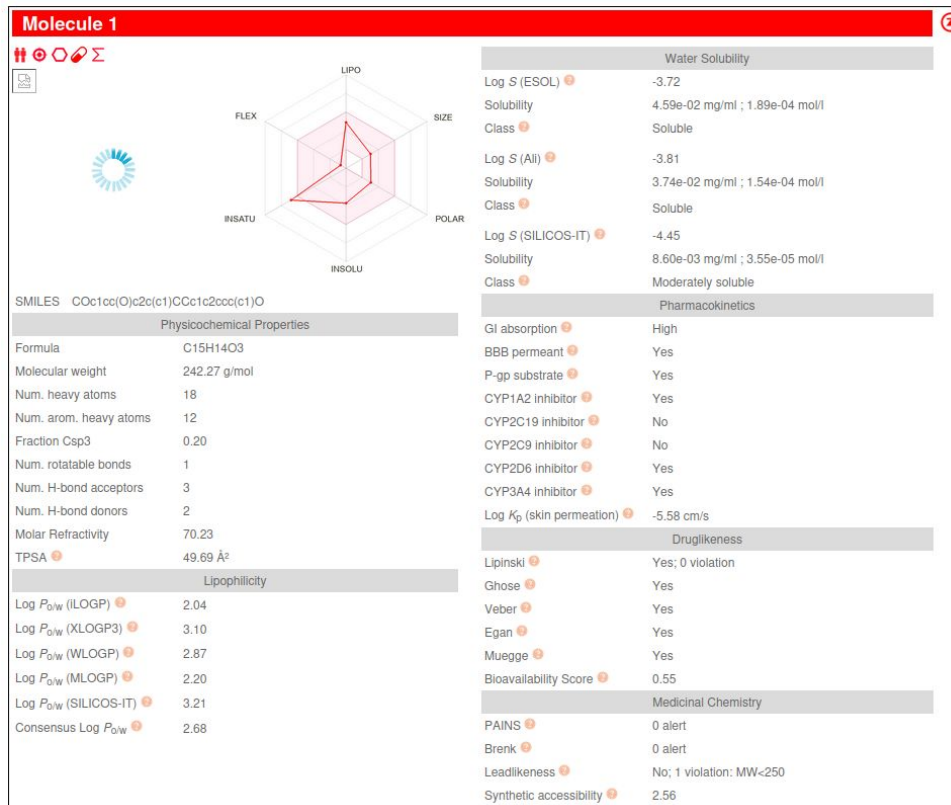 Molecule 1
LIPO
FLEX
SIZE
INSATU
POLAR
INSOLU
SMILES COc1cc(O)c2c(c1)CCc1c2ccc(c1)O
Physicochemical Properties
Formula C15H14O3
Molecular weight 242.27 g/mol
Num. heavy atoms 18
Num. arom. heavy atoms 12
Fraction Csp3 0.20
Num. rotatable bonds 1
Num. H-bond acceptors 3
Num. H-bond donors 2
Molar Refractivity 70.23
TPSA ? 49.69 Å²
Lipophilicity
Log Po/w (iLOGP) ? 2.04
Log Po/w (XLOGP3) ? 3.10
Log Po/w (WLOGP) ? 2.87
Log Po/w (MLOGP) ? 2.20
Log Po/w (SILICOS-IT) ? 3.21
Consensus Log Po/w ? 2.68
Water Solubility
Log S (ESOL) ? -3.72
Solubility 4.59e-02 mg/ml ; 1.89e-04 mol/l
Class ? Soluble
Log S (Ali) ? -3.81
Solubility 3.74e-02 mg/ml ; 1.54e-04 mol/l
Class ? Soluble
Log S (SILICOS-IT) ? -4.45
Solubility 8.60e-03 mg/ml ; 3.55e-05 mol/l
Class ? Moderately soluble
Pharmacokinetics
GI absorption ? High
BBB permeant ? Yes
P-gp substrate ? Yes
CYP1A2 inhibitor ? Yes
CYP2C19 inhibitor ? No
CYP2C9 inhibitor ? No
CYP2D6 inhibitor ? Yes
CYP3A4 inhibitor ? Yes
Log Kp (skin permeation) ? -5.58 cm/s
Druglikeness
Lipinski ? Yes; 0 violation
Ghose ? Yes
Veber ? Yes
Egan ? Yes
Muegge ? Yes
Bioavailability Score ? 0.55
Medicinal Chemistry
PAINS ? 0 alert
Brenk ? 0 alert
Leadlikeness ? No; 1 violation: MW<250
Synthetic accessibility ? 2.56